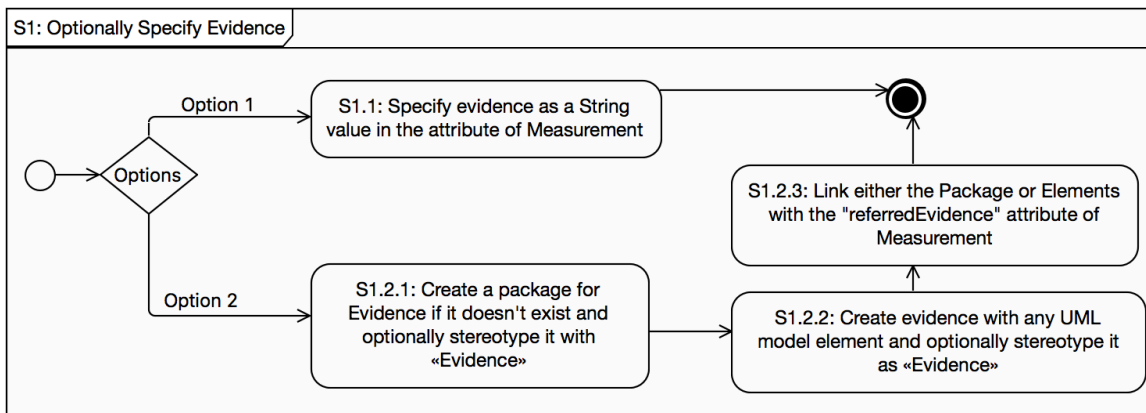 S1: Optionally Specify Evidence
Option 1
S1.1: Specify evidence as a String
value in the attribute of Measurement
Options
S1.2.3: Link either the Package or Elements
with the "referredEvidence" attribute of
Measurement
Option 2
S1.2.1: Create a package for
Evidence if it doesn't exist and
optionally stereotype it with
«Evidence»
S1.2.2: Create evidence with any UML
model element and optionally stereotype it
as «Evidence»